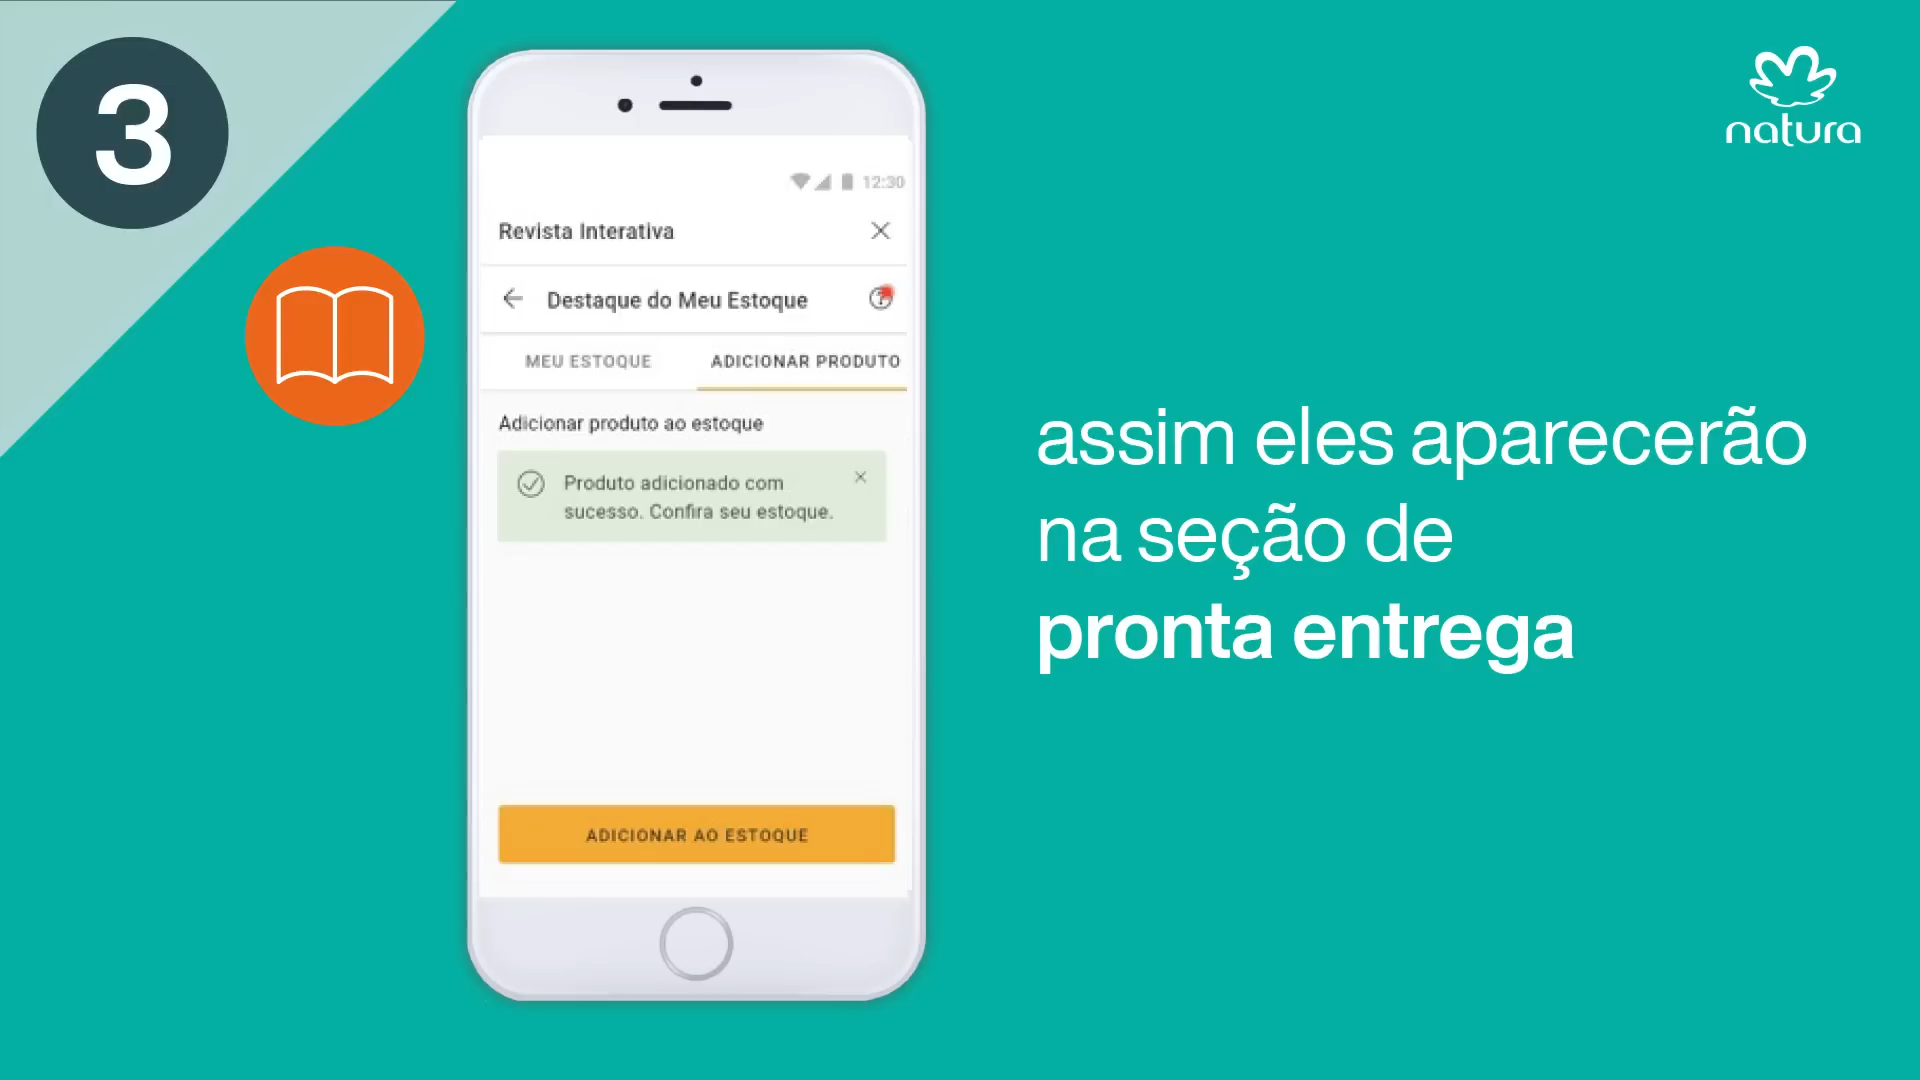 3
natura
12:30
Revista Interativa
Destaque do Meu Estoque
MEU ESTOQUE
ADICIONAR PRODUTO
Adicionar produto ao estoque
Produto adicionado com
sucesso. Confira seu estoque.
ADICIONAR AO ESTOQUE
assim eles aparecerão
na seção de
pronta entrega